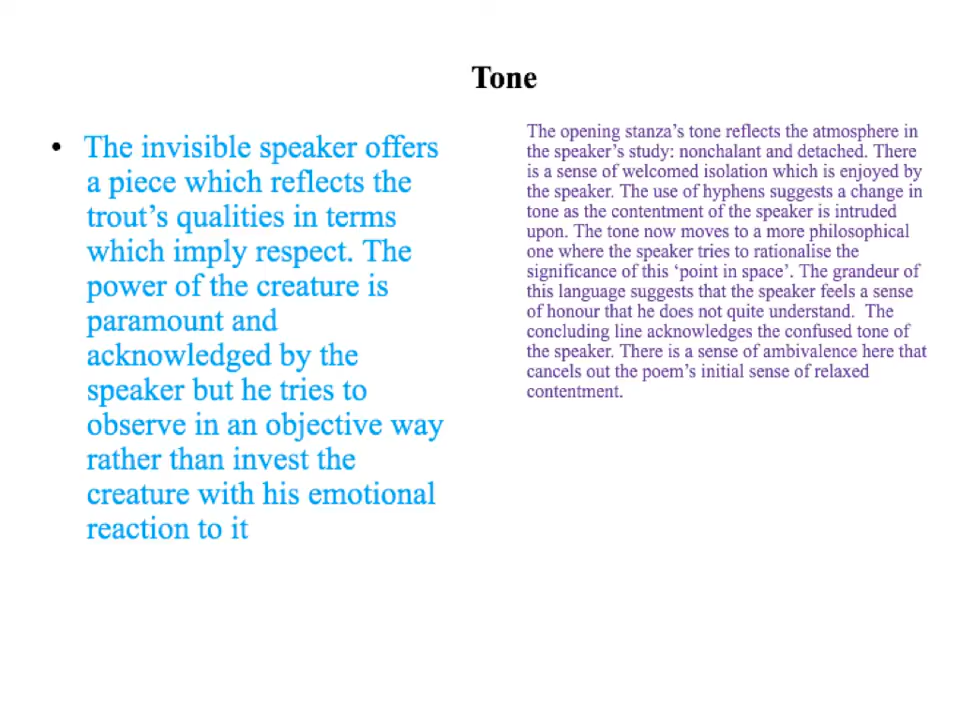 Tone
• The invisible speaker offers
a piece which reflects the
trout’s qualities in terms
which imply respect. The
power of the creature is
paramount and
acknowledged by the
speaker but he tries to
observe in an objective way
rather than invest the
creature with his emotional
reaction to it
The opening stanza’s tone reflects the atmosphere in
the speaker’s study: nonchalant and detached. There
is a sense of welcomed isolation which is enjoyed by
the speaker. The use of hyphens suggests a change in
tone as the contentment of the speaker is intruded
upon. The tone now moves to a more philosophical
one where the speaker tries to rationalise the
significance of this ‘point in space’. The grandeur of
this language suggests that the speaker feels a sense
of honour that he does not quite understand.  The
concluding line acknowledges the confused tone of
the speaker. There is a sense of ambivalence here that
cancels out the poem’s initial sense of relaxed
contentment.